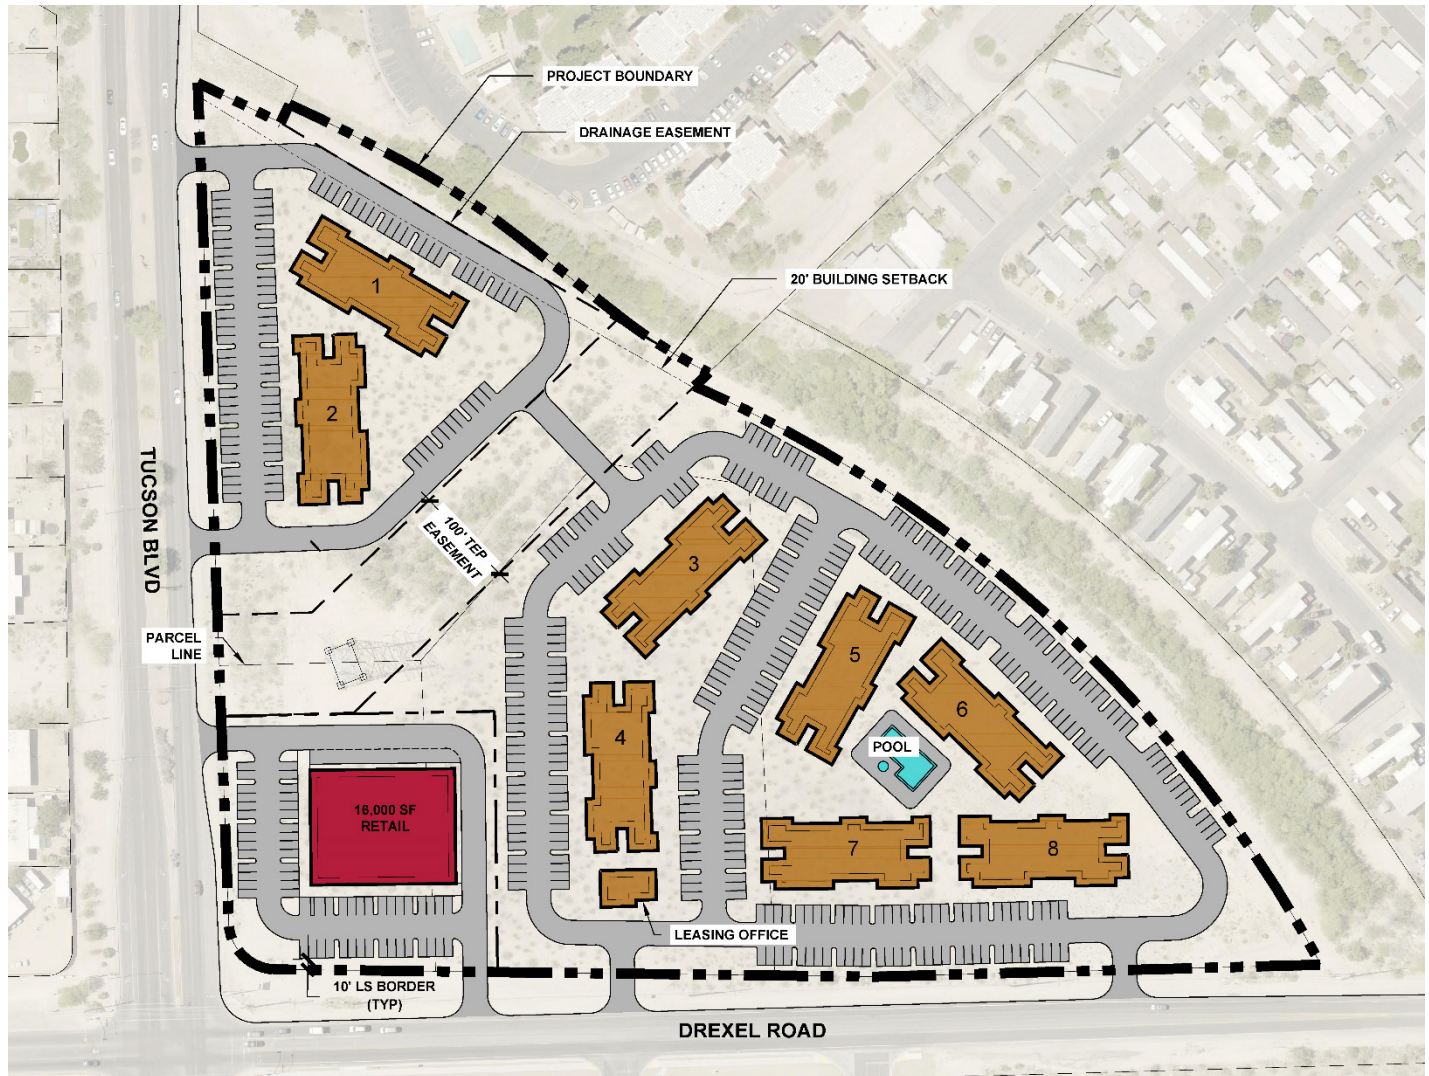 PROJECT BOUNDARY
DRAINAGE EASEMENT
20' BUILDING SETBACK
1
2
TUCSON BLVD
100' TEP
EASEMENT
3
PARCEL
LINE
5
6
4
POOL
16,000 SF
RETAIL
7
8
LEASING OFFICE
10' LS BORDER
(TYP)
DREXEL ROAD